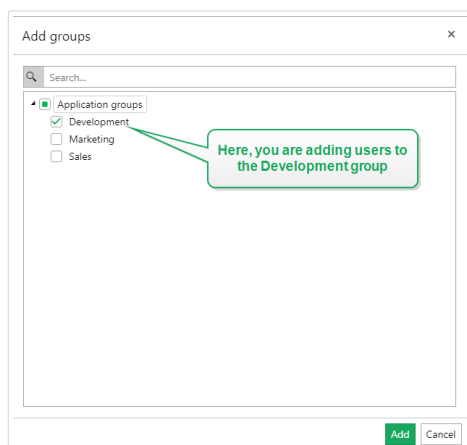 Add groups
Search...
Application groups
Development
Marketing
Sales
Here, you are adding users to
the Development group
Add
Cancel